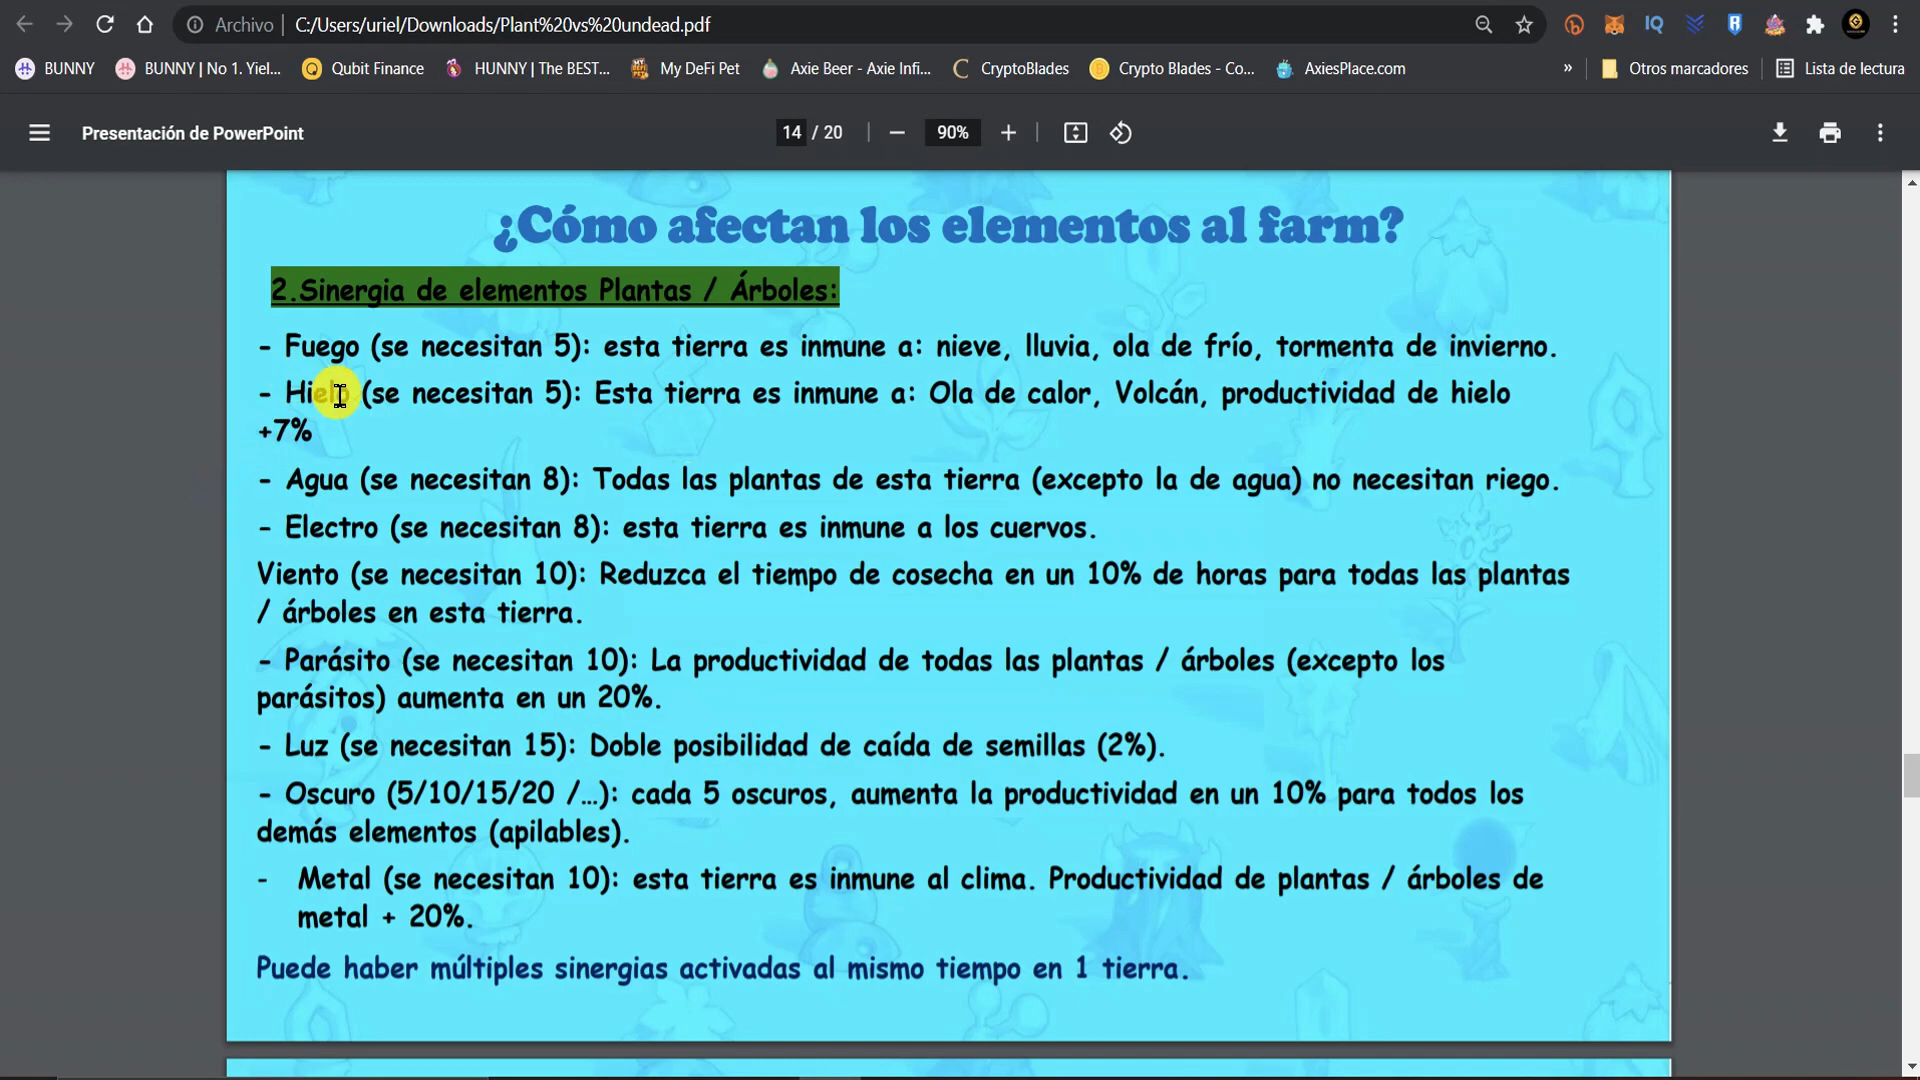 Archivo C:/Users/uriel/Downloads/Plant%20vs%20undead.pdf
BUNNY BUNNY | No 1. Yiel... Qubit Finance HUNNY | The BEST... My DeFi Pet Axie Beer - Axie Infi... CryptoBlades Crypto Blades - Co... AxiesPlace.com » Otros marcadores Lista de lectura
Presentación de PowerPoint 14 / 20 90%
¿Cómo afectan los elementos al farm?
2.Sinergia de elementos Plantas / Árboles:
- Fuego (se necesitan 5): esta tierra es inmune a: nieve, lluvia, ola de frío, tormenta de invierno.
- Hielo (se necesitan 5): Esta tierra es inmune a: Ola de calor, Volcán, productividad de hielo
+7%
- Agua (se necesitan 8): Todas las plantas de esta tierra (excepto la de agua) no necesitan riego.
- Electro (se necesitan 8): esta tierra es inmune a los cuervos.
Viento (se necesitan 10): Reduzca el tiempo de cosecha en un 10% de horas para todas las plantas
/ árboles en esta tierra.
- Parásito (se necesitan 10): La productividad de todas las plantas / árboles (excepto los
parásitos) aumenta en un 20%.
- Luz (se necesitan 15): Doble posibilidad de caída de semillas (2%).
- Oscuro (5/10/15/20 /...): cada 5 oscuros, aumenta la productividad en un 10% para todos los
demás elementos (apilables).
- Metal (se necesitan 10): esta tierra es inmune al clima. Productividad de plantas / árboles de
metal + 20%.
Puede haber múltiples sinergias activadas al mismo tiempo en 1 tierra.